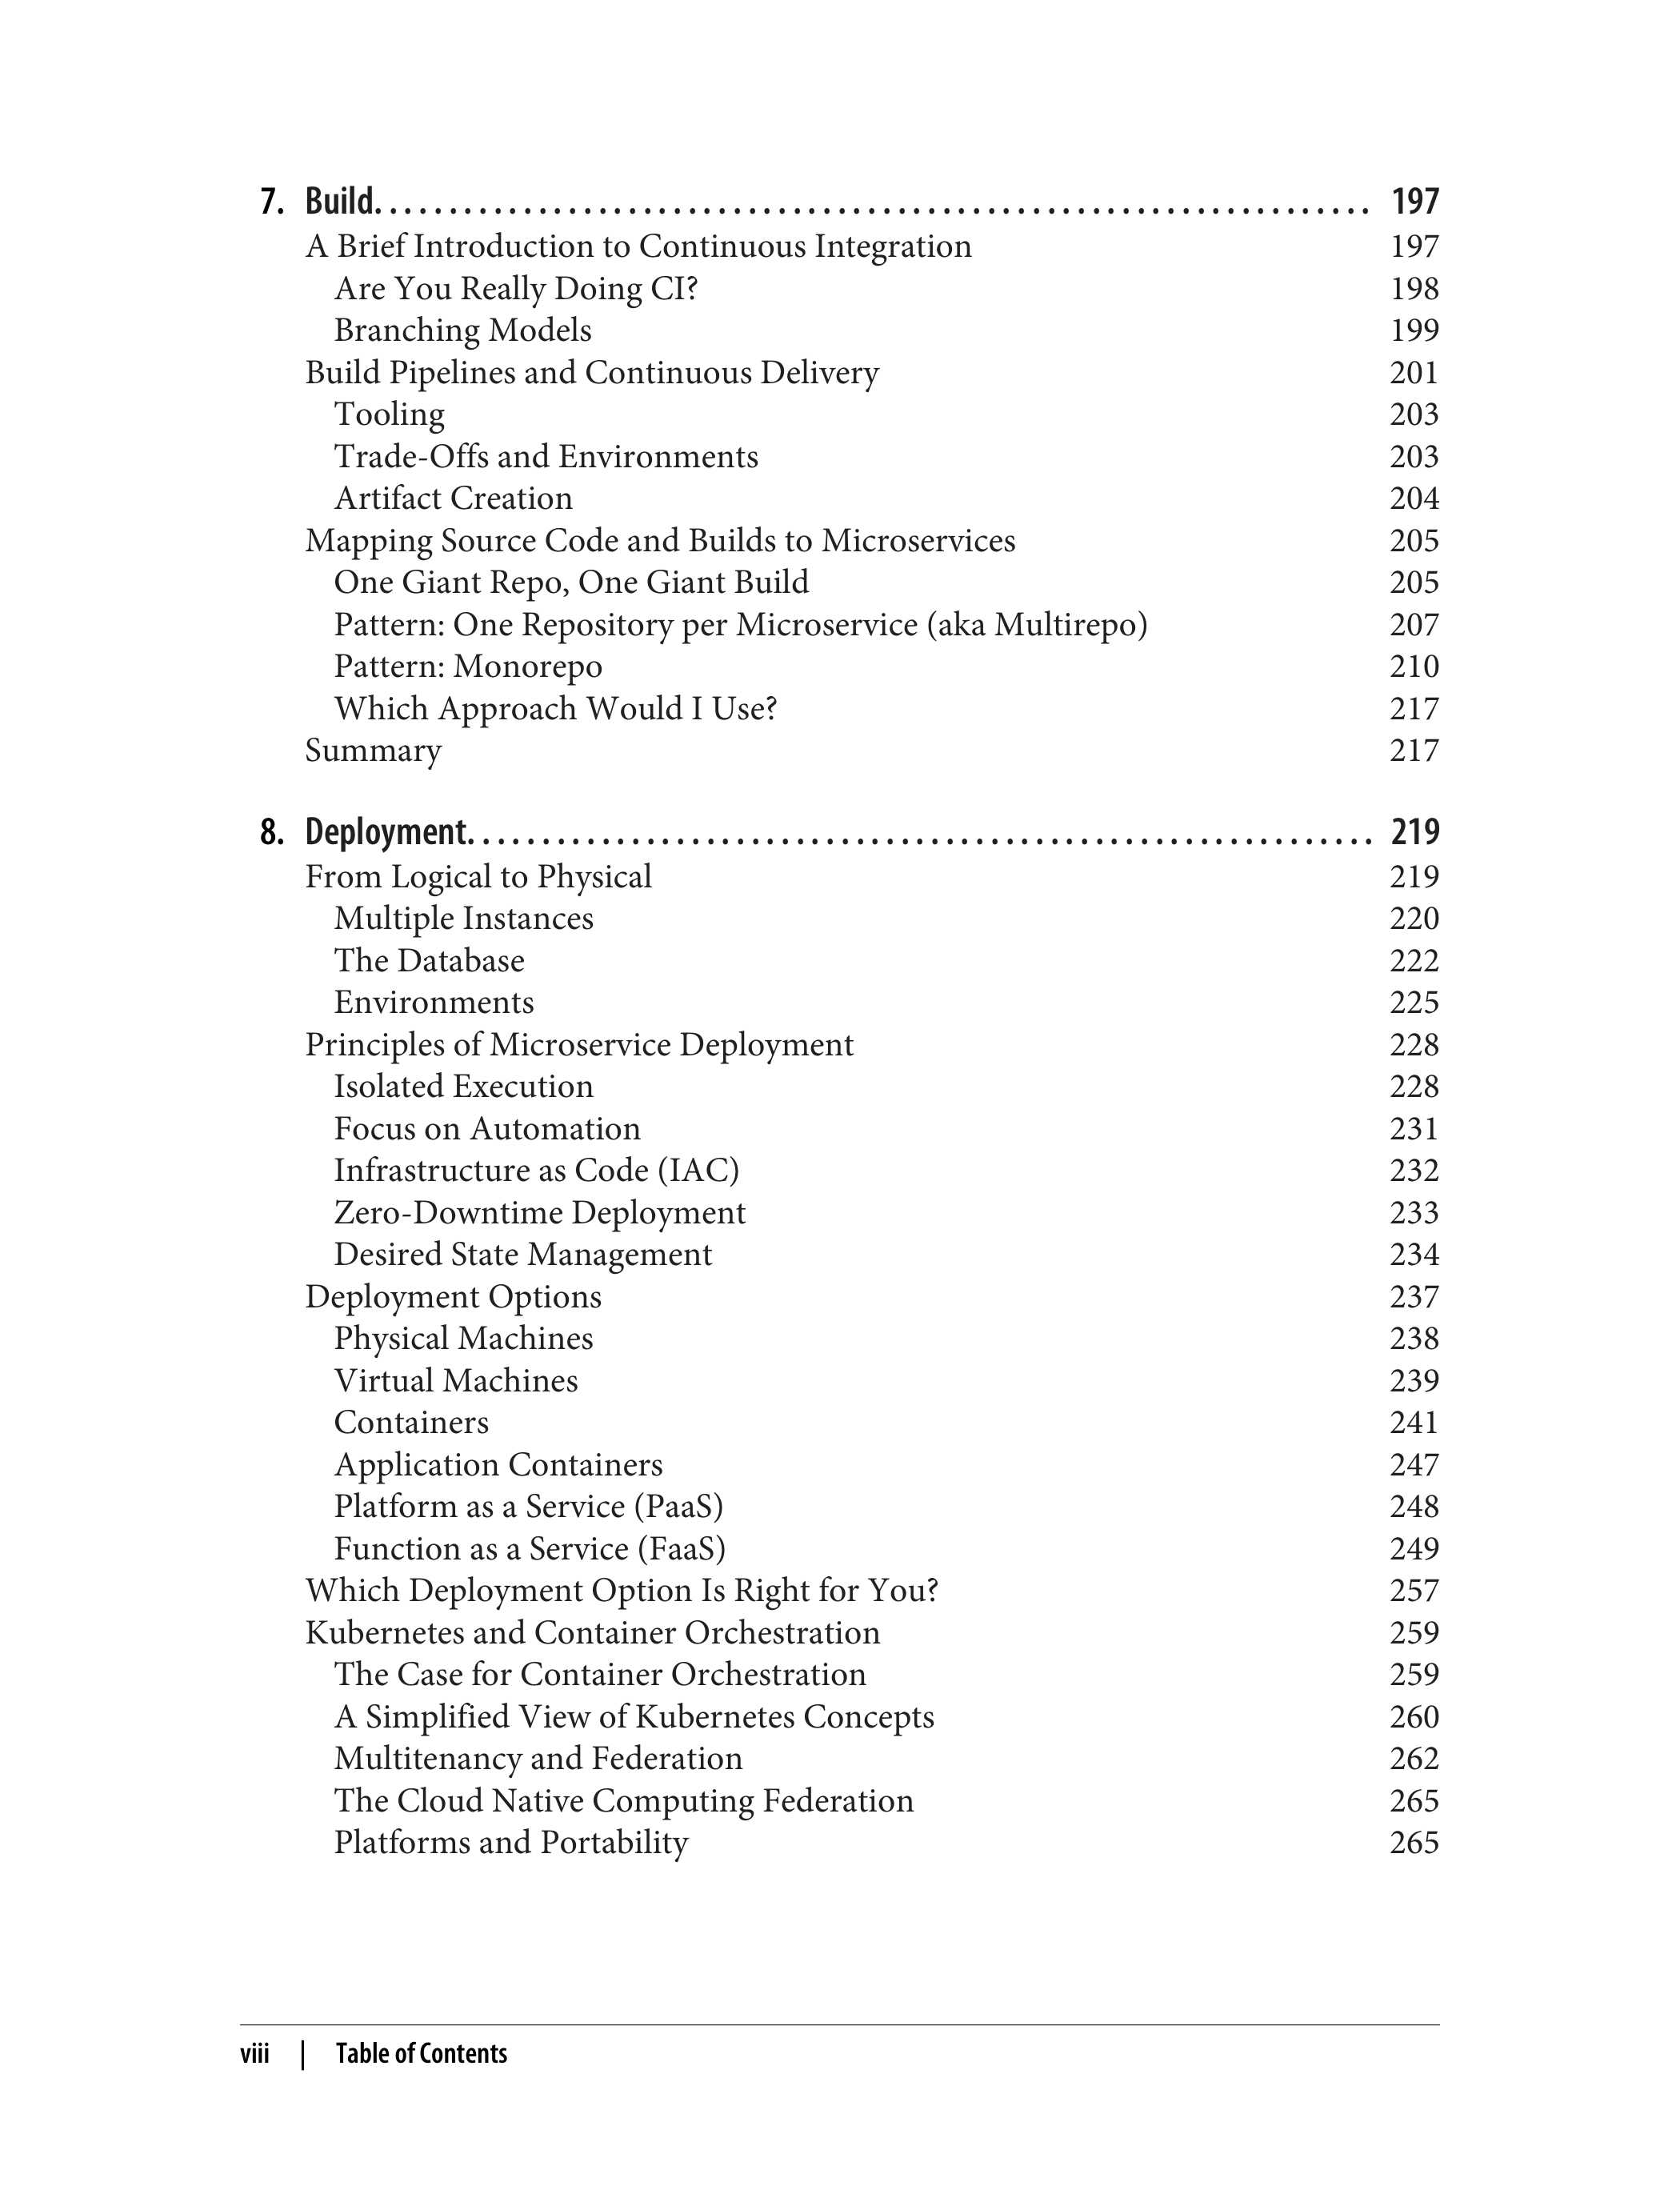 7. Build. . . . . . . . . . . . . . . . . . . . . . . . . . . . . . . . . . . . . . . . . . . . . . . . . . . . . . . . . . . . . . . . . . . 197
A Brief Introduction to Continuous Integration 197
Are You Really Doing CI? 198
Branching Models 199
Build Pipelines and Continuous Delivery 201
Tooling 203
Trade-Offs and Environments 203
Artifact Creation 204
Mapping Source Code and Builds to Microservices 205
One Giant Repo, One Giant Build 205
Pattern: One Repository per Microservice (aka Multirepo) 207
Pattern: Monorepo 210
Which Approach Would I Use? 217
Summary 217
8. Deployment. . . . . . . . . . . . . . . . . . . . . . . . . . . . . . . . . . . . . . . . . . . . . . . . . . . . . . . . . . . . . 219
From Logical to Physical 219
Multiple Instances 220
The Database 222
Environments 225
Principles of Microservice Deployment 228
Isolated Execution 228
Focus on Automation 231
Infrastructure as Code (IAC) 232
Zero-Downtime Deployment 233
Desired State Management 234
Deployment Options 237
Physical Machines 238
Virtual Machines 239
Containers 241
Application Containers 247
Platform as a Service (PaaS) 248
Function as a Service (FaaS) 249
Which Deployment Option Is Right for You? 257
Kubernetes and Container Orchestration 259
The Case for Container Orchestration 259
A Simplified View of Kubernetes Concepts 260
Multitenancy and Federation 262
The Cloud Native Computing Federation 265
Platforms and Portability 265
viii | Table of Contents